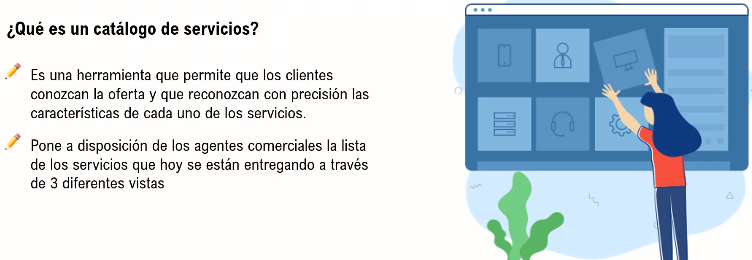 ¿Qué es un catálogo de servicios?
Es una herramienta que permite que los clientes
conozcan la oferta y que reconozcan con precisión las
características de cada uno de los servicios.
Pone a disposición de los agentes comerciales la lista
de los servicios que hoy se están entregando a través
de 3 diferentes vistas